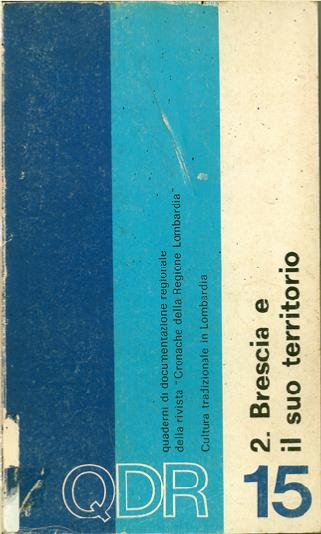 quaderni di documentazione regionale
della rivista "Cronache della Regione Lombardia"
Cultura tradizionale in Lombardia
2. Brescia e
il suo territorio
QDR 15